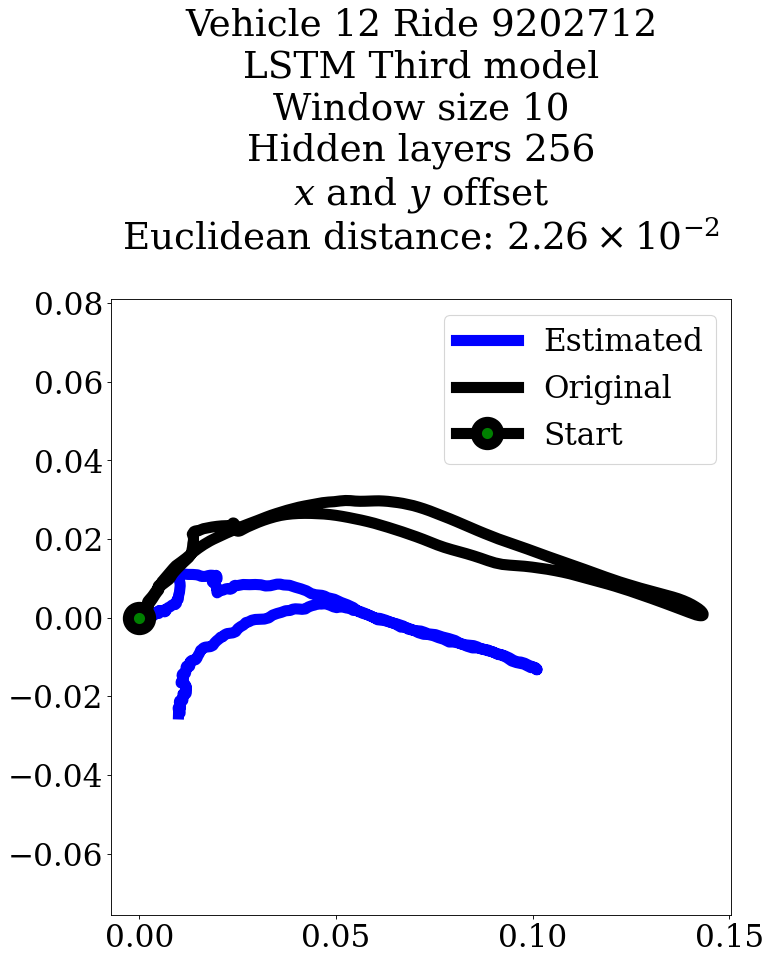 Vehicle 12 Ride 9202712
LSTM Third model
Window size 10
Hidden layers 256
x and y offset
Euclidean distance: 2.26 × 10⁻²
Estimated
Original
Start
0.08
0.06
0.04
0.02
0.00
−0.02
−0.04
−0.06
0.00 0.05 0.10 0.15